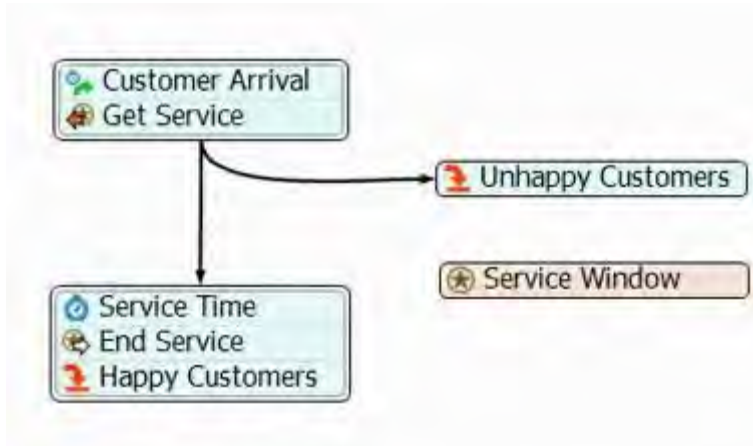 Customer Arrival
Get Service
Unhappy Customers
Service Window
Service Time
End Service
Happy Customers